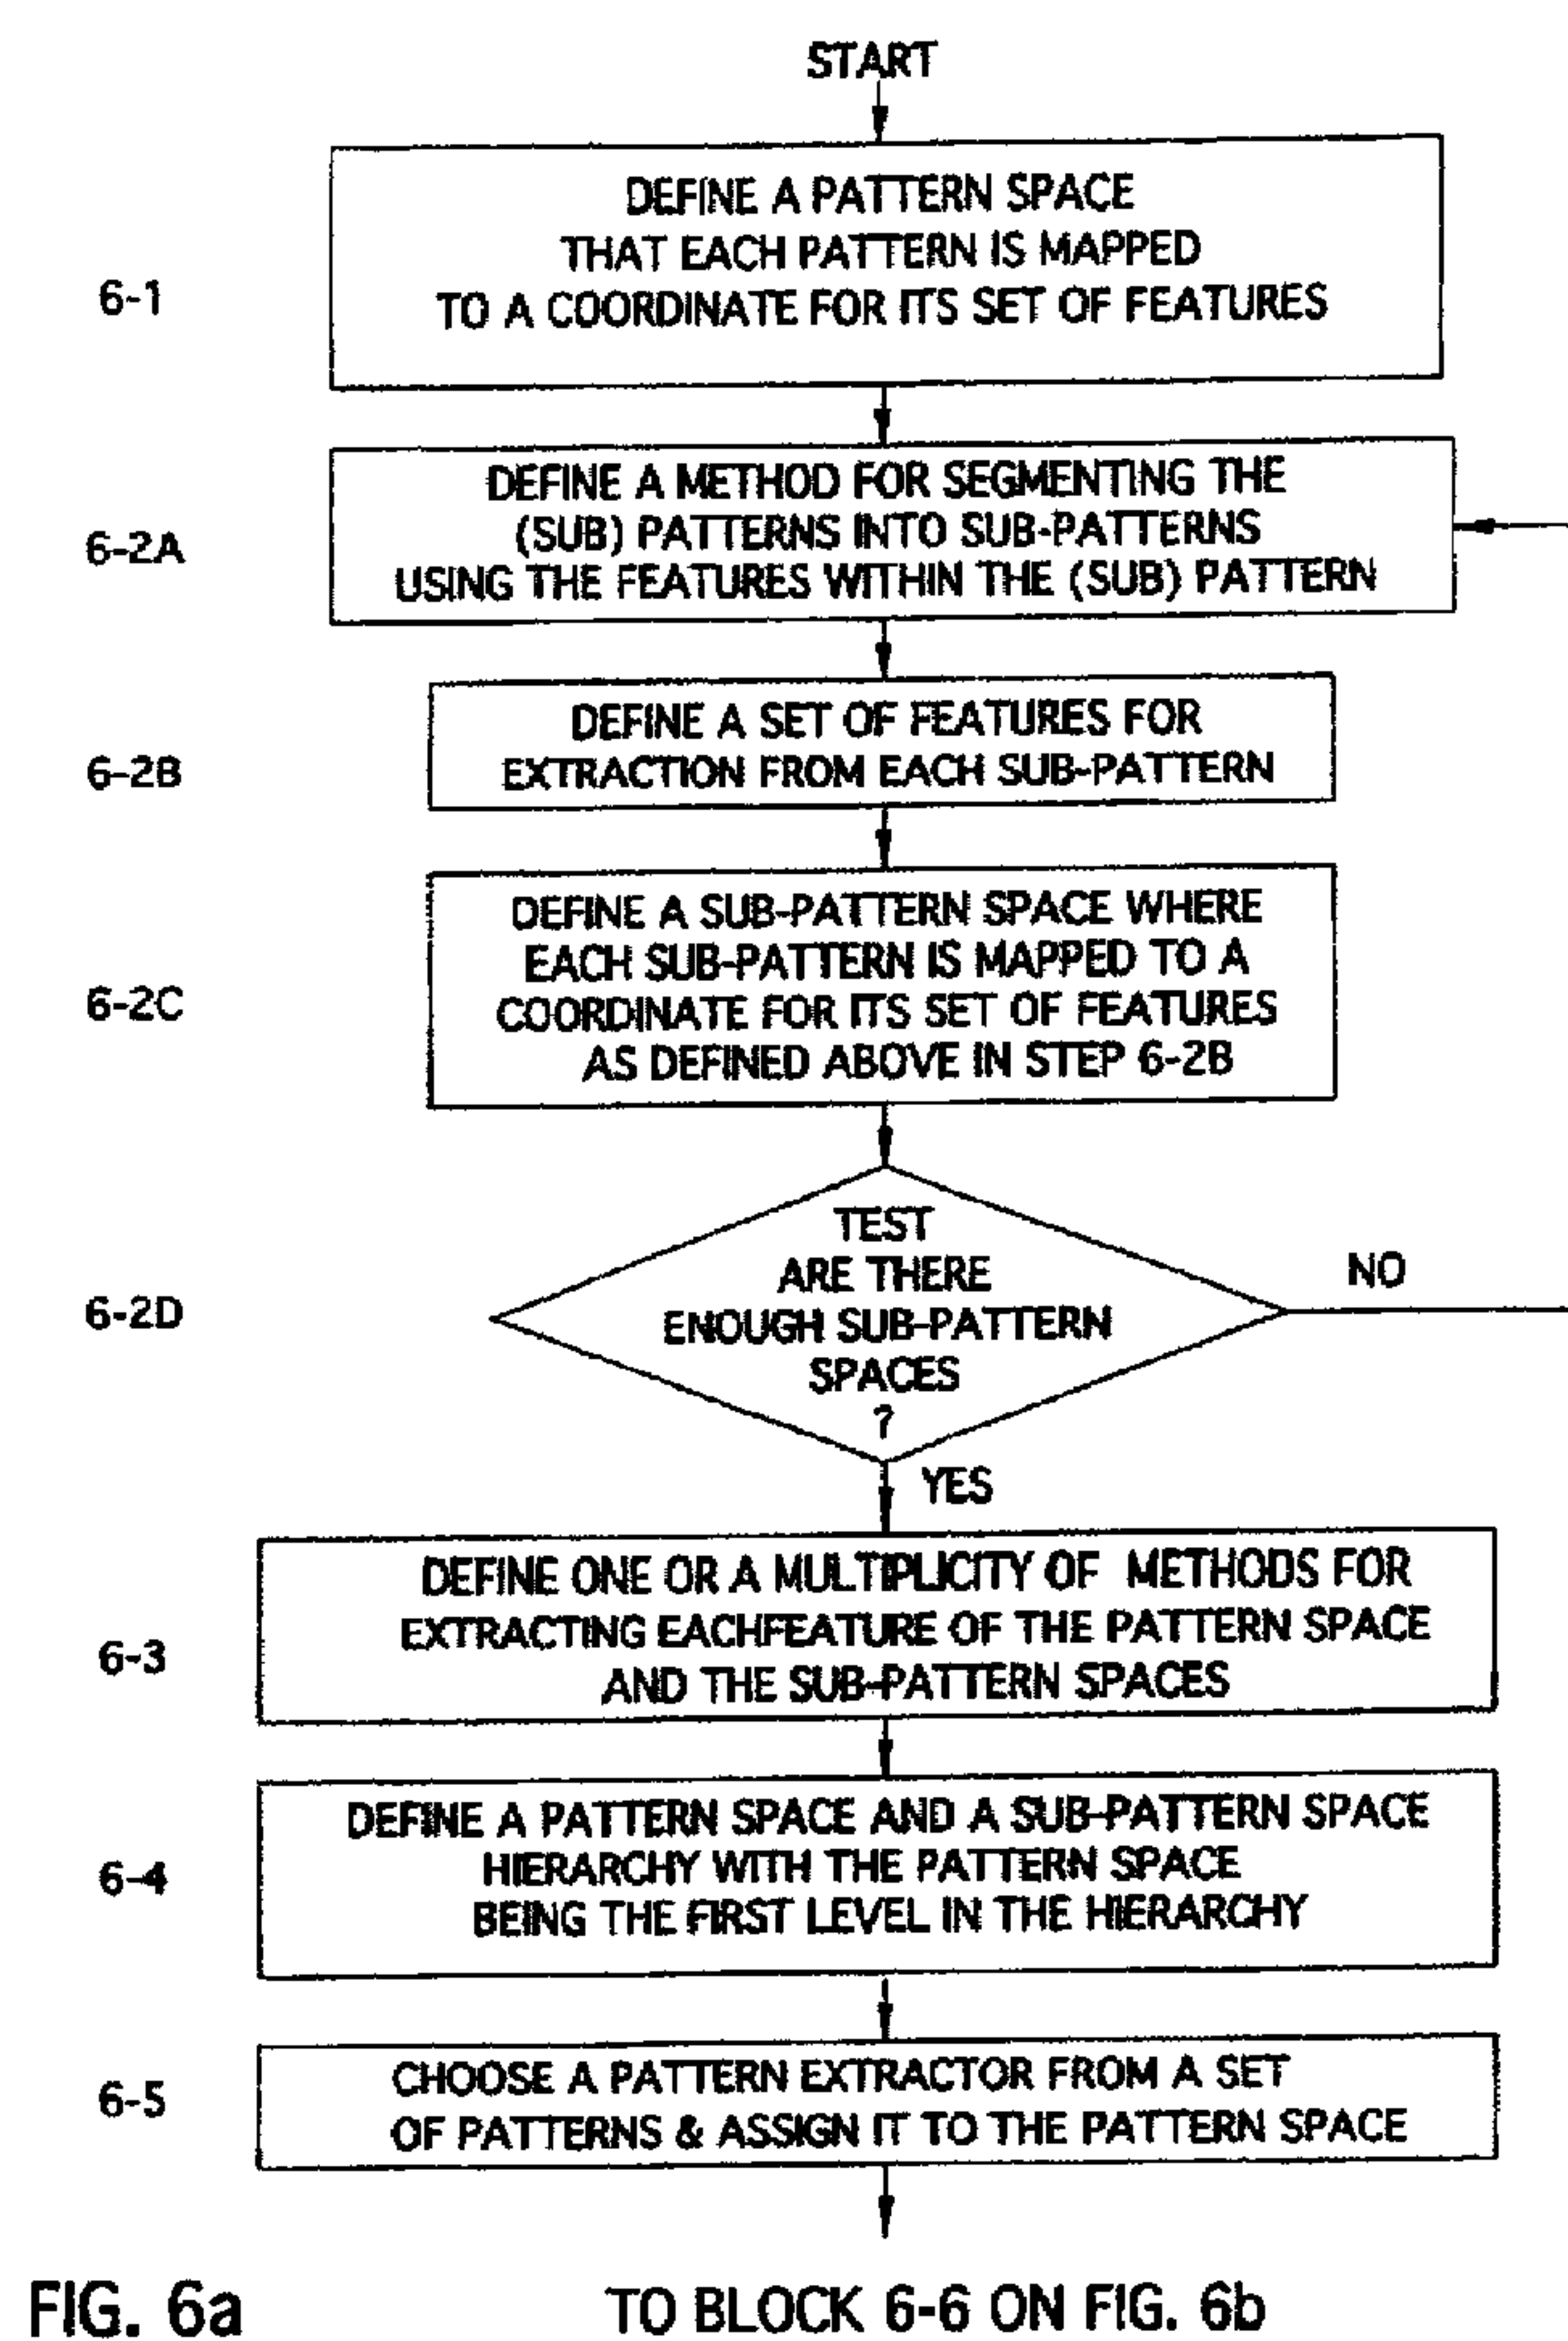 START
DEFINE A PATTERN SPACE
THAT EACH PATTERN IS MAPPED
6-1
TO A COORDINATE FOR ITS SET OF FEATURES
DEFINE A METHOD FOR SEGMENTING THE
(SUB) PATTERNS INTO SUB-PATTERNS
6-2A
USING THE FEATURES WITHIN THE (SUB) PATTERN
DEFINE A SET OF FEATURES FOR
6-2B
EXTRACTION FROM EACH SUB-PATTERN
DEFINE A SUB-PATTERN SPACE WHERE
EACH SUB-PATTERN IS MAPPED TO A
6-2C
COORDINATE FOR ITS SET OF FEATURES
AS DEFINED ABOVE IN STEP 6-2B
TEST
ARE THERE
NO
6-2D
ENOUGH SUB-PATTERN
SPACES
?
YES
DEFINE ONE OR A MULTIPLICITY OF METHODS FOR
EXTRACTING EACHFEATURE OF THE PATTERN SPACE
6-3
AND THE SUB-PATTERN SPACES
DEFINE A PATTERN SPACE AND A SUB-PATTERN SPACE
HIERARCHY WITH THE PATTERN SPACE
6-4
BEING THE FIRST LEVEL IN THE HIERARCHY
CHOOSE A PATTERN EXTRACTOR FROM A SET
6-5
OF PATTERNS & ASSIGN IT TO THE PATTERN SPACE
FIG. 6a
TO BLOCK 6-6 ON FIG. 6b